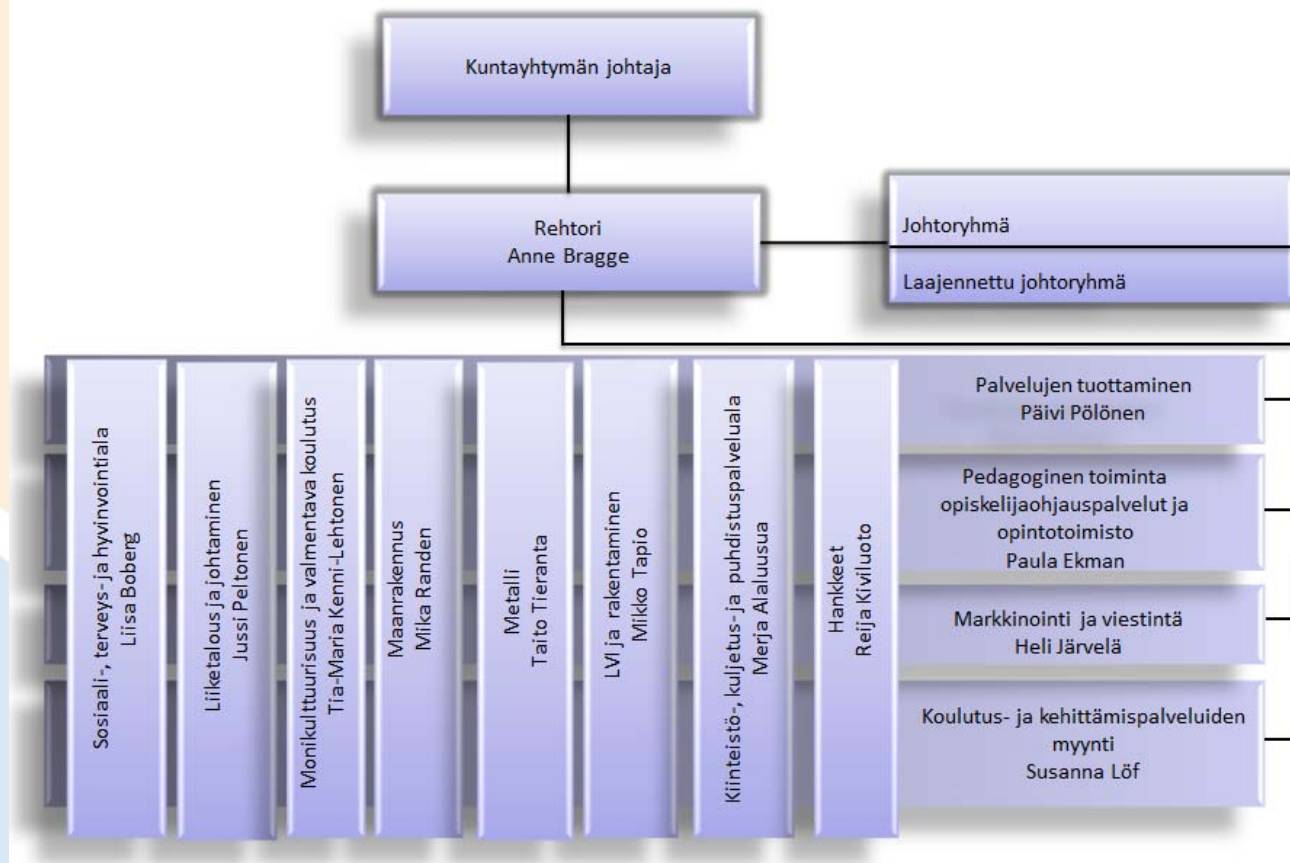 Kuntayhtymän johtaja
Rehtori
Anne Bragge
Johtoryhmä
Laajennettu johtoryhmä
Sosiaali-, terveys- ja hyvinvointiala
Liisa Boberg
Liiketalous ja johtaminen
Jussi Peltonen
Monikulttuurisuus ja valmentava koulutus
Tia-Maria Kenni-Lehtonen
Maanrakennus
Mika Randen
Metalli
Taito Tieranta
LVI ja rakentaminen
Mikko Tapio
Kiinteistö-, kuljetus- ja puhdistuspalveluala
Merja Alaluusua
Hankkeet
Reija Kiviluoto
Palvelujen tuottaminen
Päivi Pölönen
Pedagoginen toiminta
opiskelijaohjauspalvelut ja
opintotoimisto
Paula Ekman
Markkinointi ja viestintä
Heli Järvelä
Koulutus- ja kehittämispalveluiden
myynti
Susanna Löf